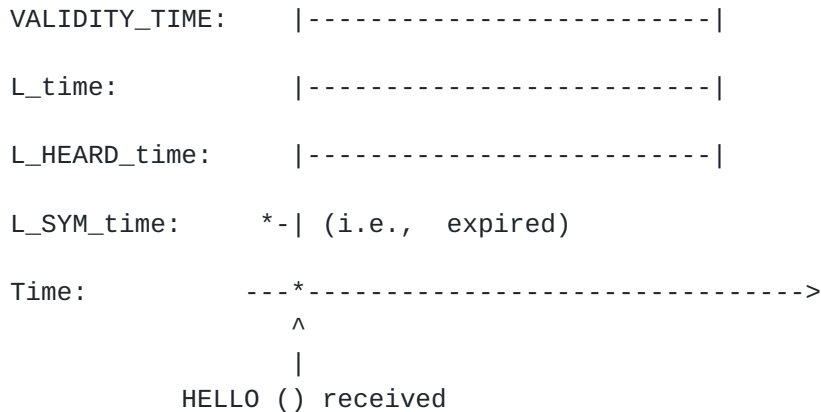 VALIDITY_TIME:    |--------------------------|
L_time:           |--------------------------|
L_HEARD_time:     |--------------------------|
L_SYM_time:     *-| (i.e.,  expired)
Time:          ---*------------------------------->
                  ^
                  |
           HELLO () received